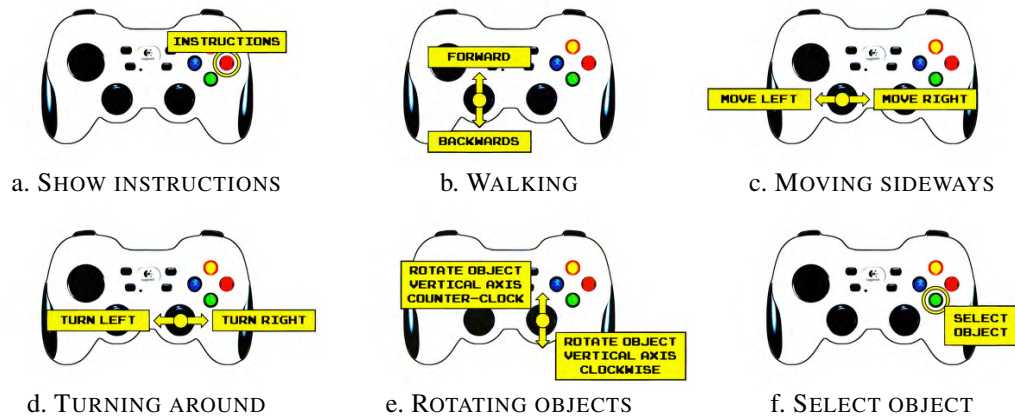 INSTRUCTIONS
a. SHOW INSTRUCTIONS
FORWARD
BACKWARDS
b. WALKING
MOVE LEFT
MOVE RIGHT
c. MOVING SIDEWAYS
TURN LEFT
TURN RIGHT
d. TURNING AROUND
ROTATE OBJECT
VERTICAL AXIS
COUNTER-CLOCK
ROTATE OBJECT
VERTICAL AXIS
CLOCKWISE
e. ROTATING OBJECTS
SELECT
OBJECT
f. SELECT OBJECT